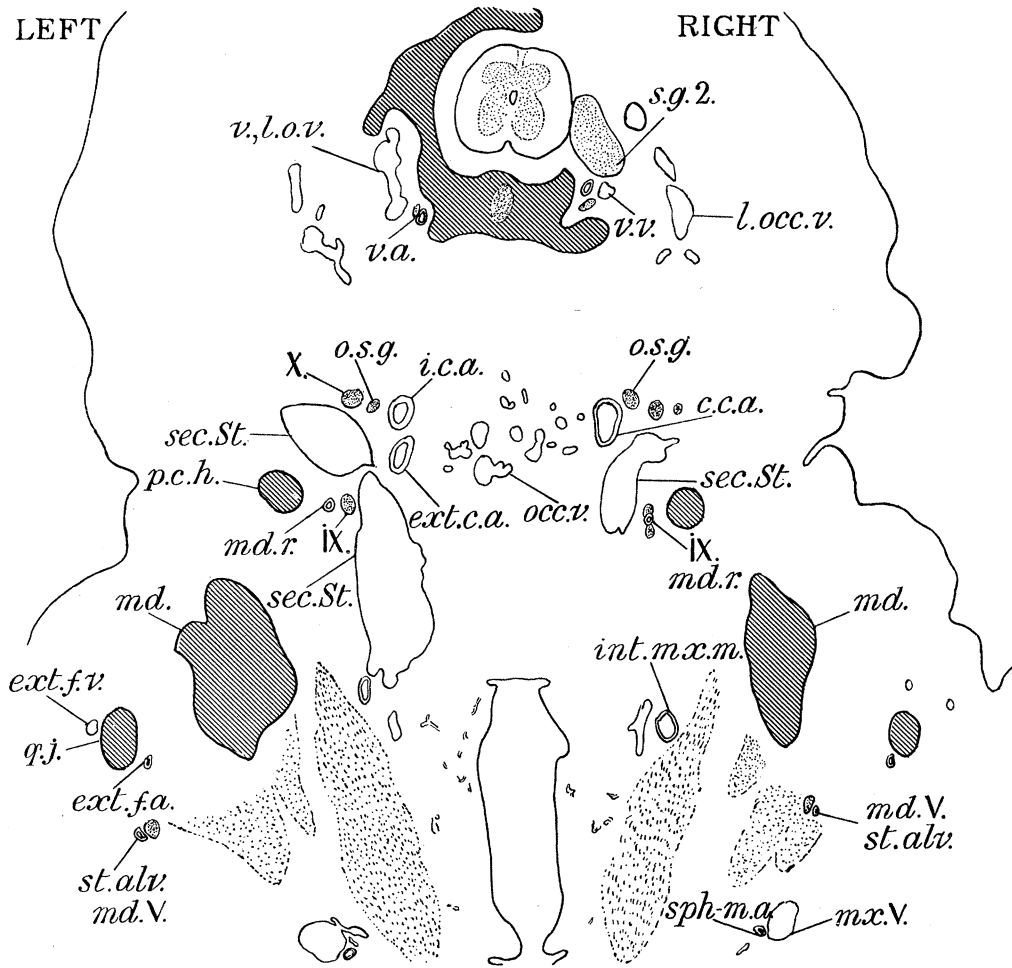 LEFT
RIGHT
s.g.2.
v.,l.o.v.
l.occ.v.
v.v.
v.a.
X.
o.s.g.
i.c.a.
o.s.g.
c.c.a.
sec.St.
p.c.h.
sec.St.
ext.c.a.
occ.v.
md.r.
ix.
ix.
md.r.
sec.St.
md.
md.
int.mx.m.
ext.f.v.
q.j.
ext.f.a.
md.V.
st.alv.
st.alv.
md.V.
sph-m.a.
mx.V.